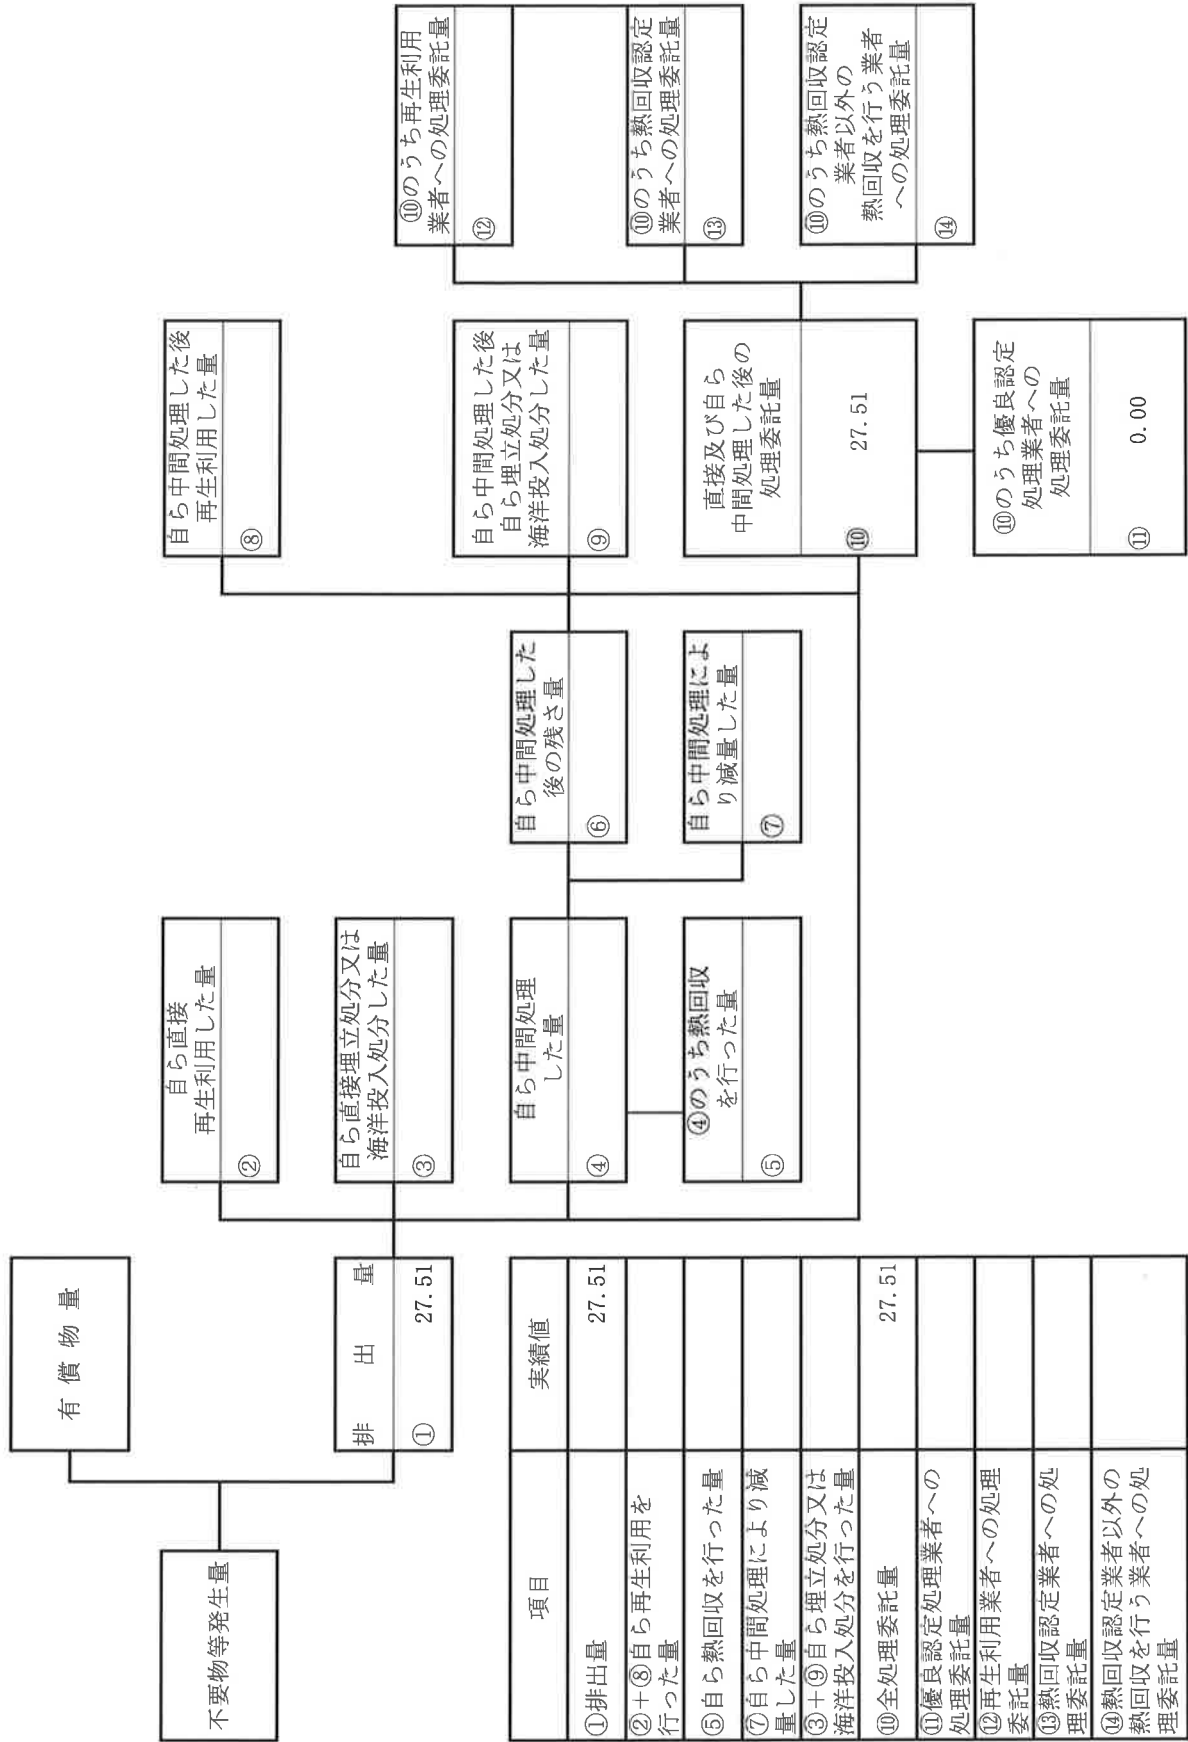 不要物等発生量
有 償 物 量
排 出 量
① 27.51
自ら直接
再生利用した量
②
自ら直接埋立処分又は
海洋投入処分した量
③
自ら中間処理
した量
④
④のうち熱回収
を行った量
⑤
自ら中間処理した
後の残さ量
⑥
自ら中間処理によ
り減量した量
⑦
自ら中間処理した後
再生利用した量
⑧
自ら中間処理した後
自ら埋立処分又は
海洋投入処分した量
⑨
直接及び自ら
中間処理した後の
処理委託量
⑩ 27.51
⑩のうち優良認定
処理業者への
処理委託量
⑪ 0.00
⑩のうち再生利用
業者への処理委託量
⑫
⑩のうち熱回収認定
業者への処理委託量
⑬
⑩のうち熱回収認定
業者以外の
熱回収を行う業者
への処理委託量
⑭
項目 実績値
①排出量 27.51
②+⑧自ら再生利用を
行った量
⑤自ら熱回収を行った量
⑦自ら中間処理により減
量した量
③+⑨自ら埋立処分又は
海洋投入処分を行った量
⑩全処理委託量 27.51
⑪優良認定処理業者への
処理委託量
⑫再生利用業者への処理
委託量
⑬熱回収認定業者への処
理委託量
⑭熱回収認定業者以外の
熱回収を行う業者への処
理委託量